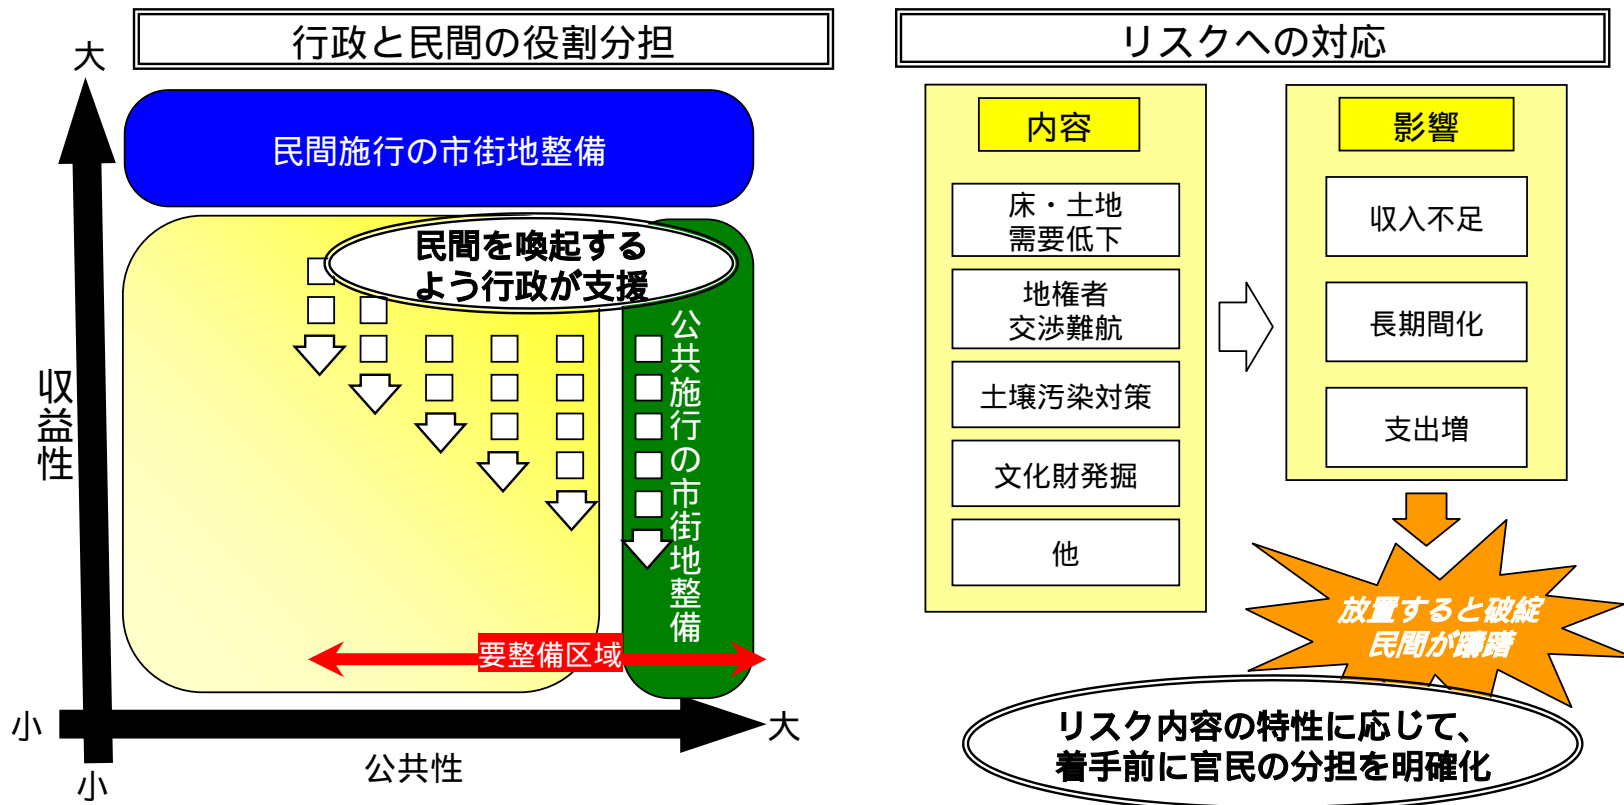 行政と民間の役割分担
大
民間施行の市街地整備
民間を喚起する
よう行政が支援
公共施行の市街地整備
収益性
要整備区域
小
大
公共性
小
リスクへの対応
内容
床・土地
需要低下
地権者
交渉難航
土壌汚染対策
文化財発掘
他
影響
収入不足
長期間化
支出増
放置すると破綻
民間が躊躇
リスク内容の特性に応じて、
着手前に官民の分担を明確化